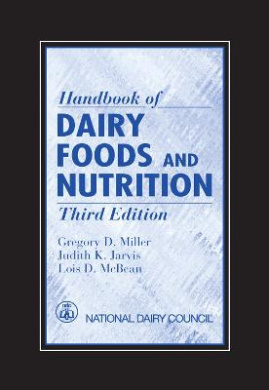 Handbook of
DAIRY
FOODS AND
NUTRITION
Third Edition
Gregory D. Miller
Judith K. Jarvis
Lois D. McBean
NATIONAL DAIRY COUNCIL